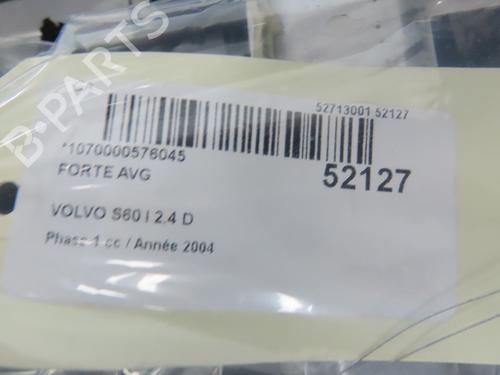 52713001 52127
*1070000576045
52127
FORTE AVG
VOLVO S60 I 2.4 D
Phase 1 cc / Année 2004
B-PARTS